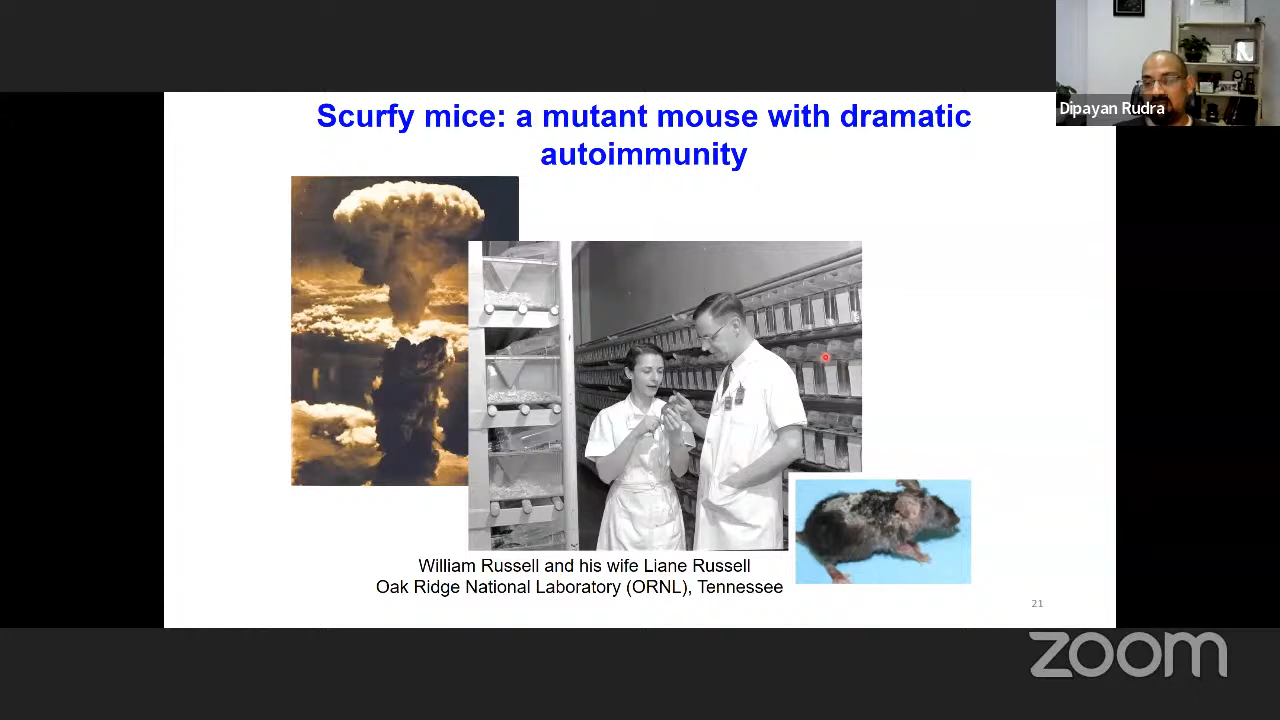 Scurfy mice: a mutant mouse with dramatic
autoimmunity
Dipayan Rudra
William Russell and his wife Liane Russell
Oak Ridge National Laboratory (ORNL), Tennessee
21
zoom